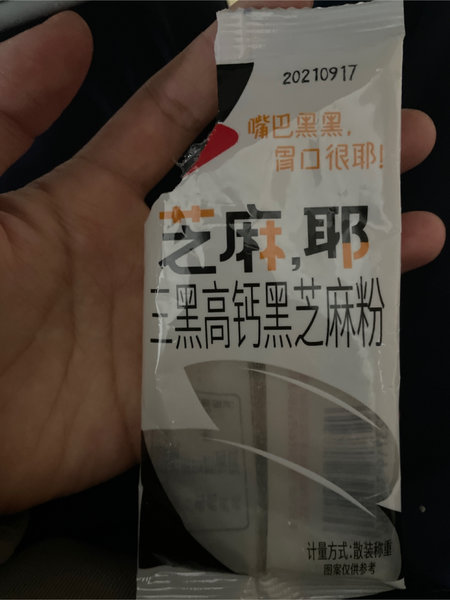 20210917
嘴巴黑黑,
胃口很耶!
芝麻,耶
三黑高钙黑芝麻粉
计量方式:散装称重
图案仅供参考